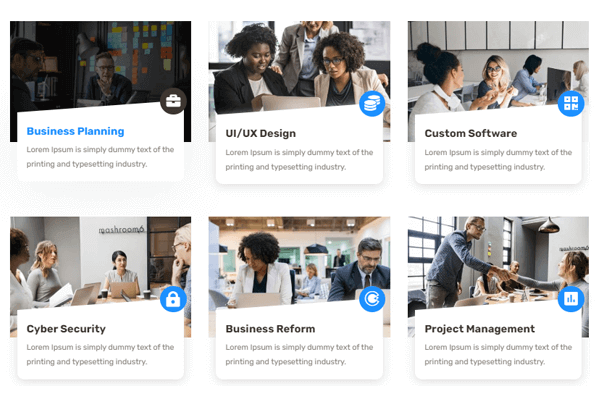 Business Planning
Lorem Ipsum is simply dummy text of the
printing and typesetting industry.
UI/UX Design
Lorem Ipsum is simply dummy text of the
printing and typesetting industry.
Custom Software
Lorem Ipsum is simply dummy text of the
printing and typesetting industry.
Cyber Security
Lorem Ipsum is simply dummy text of the
printing and typesetting industry.
Business Reform
Lorem Ipsum is simply dummy text of the
printing and typesetting industry.
Project Management
Lorem Ipsum is simply dummy text of the
printing and typesetting industry.